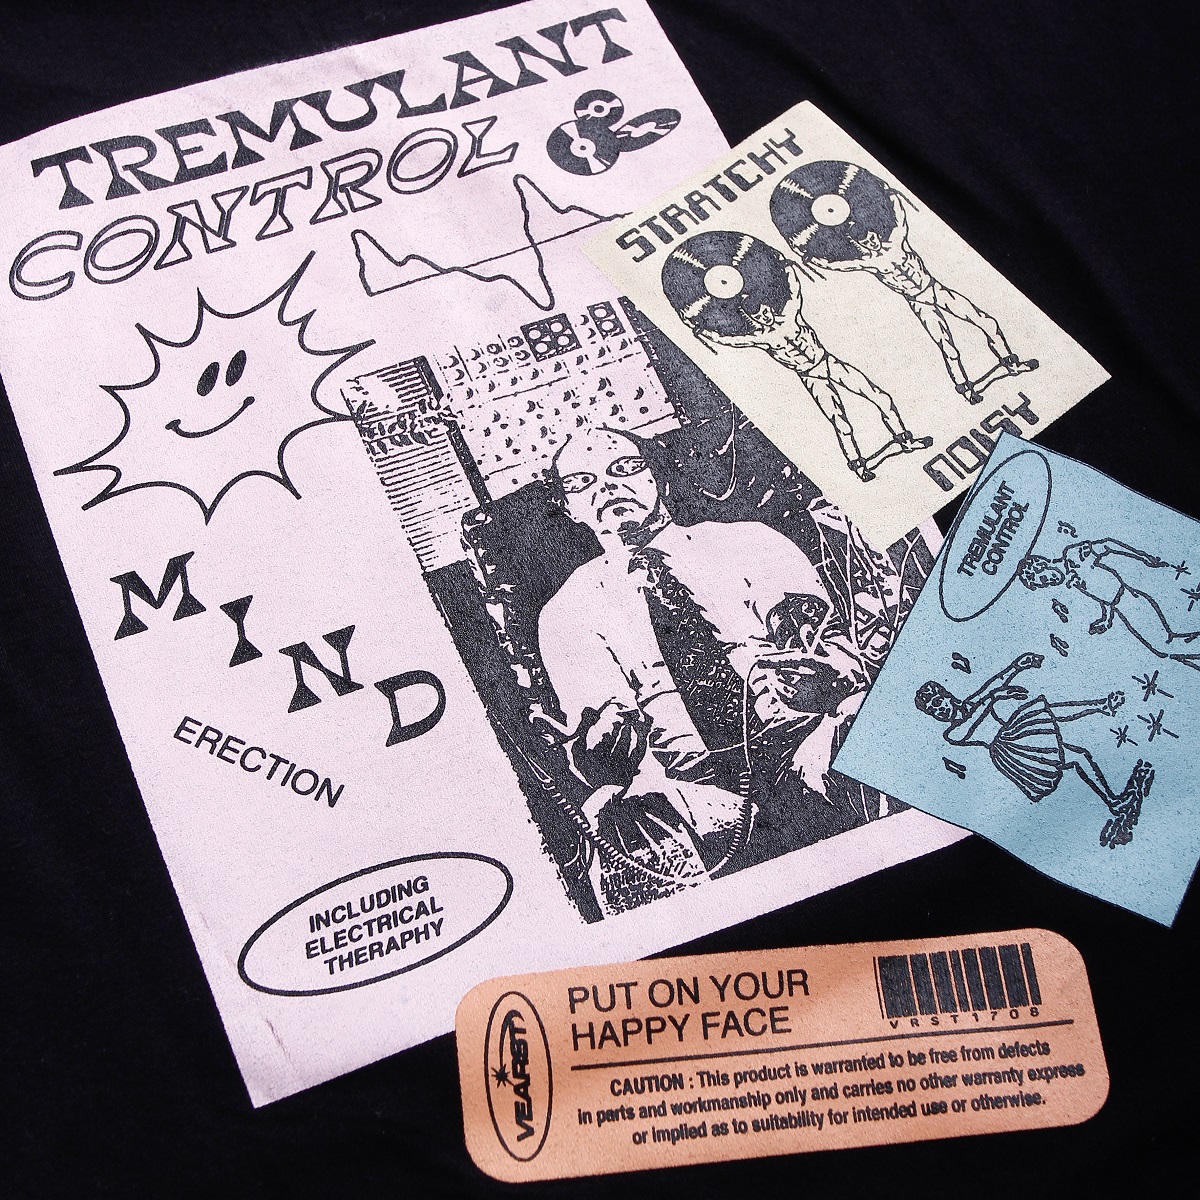 TREMULANT
CONTROL
STRATCHY
NOISY
TREMULANT
CONTROL
MIND
ERECTION
INCLUDING
ELECTRICAL
THERAPHY
VEARST
PUT ON YOUR
HAPPY FACE
VRST1708
CAUTION : This product is warranted to be free from defects
in parts and workmanship only and carries no other warranty express
or implied as to suitability for intended use or otherwise.